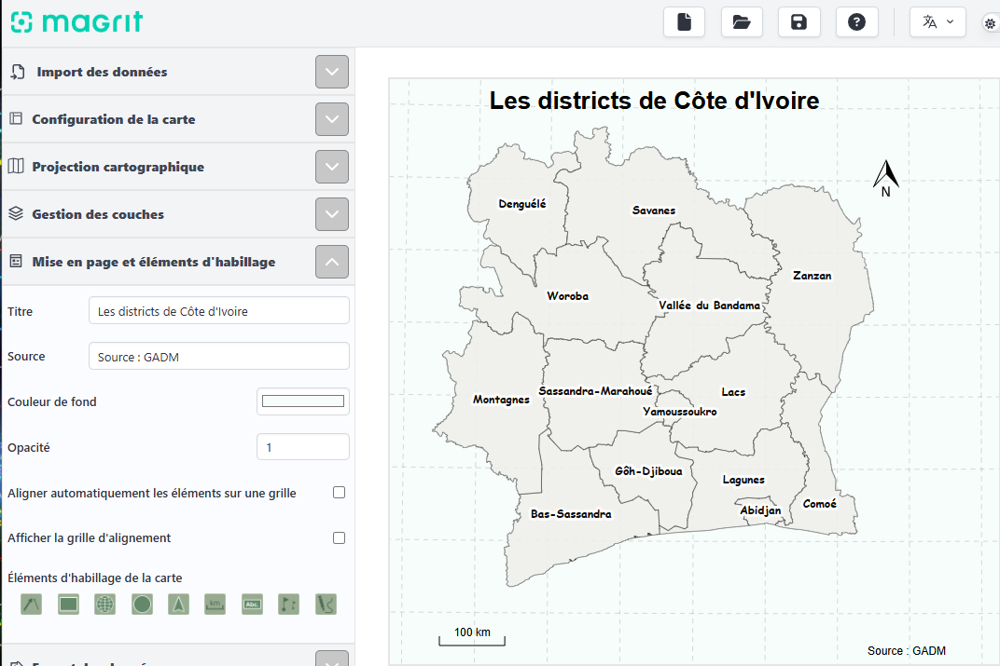 magrit
Import des données
Configuration de la carte
Projection cartographique
Gestion des couches
Mise en page et éléments d'habillage
Titre
Les districts de Côte d'Ivoire
Source
Source : GADM
Couleur de fond
Opacité
1
Aligner automatiquement les éléments sur une grille
Afficher la grille d'alignement
Éléments d'habillage de la carte
km
Abc.
Les districts de Côte d'Ivoire
N
Denguélé
Savanes
Zanzan
Woroba
Vallée du Bandama
Sassandra-Marahoué
Lacs
Montagnes
Yamoussoukro
Gôh-Djiboua
Lagunes
Comoé
Abidjan
Bas-Sassandra
100 km
Source : GADM